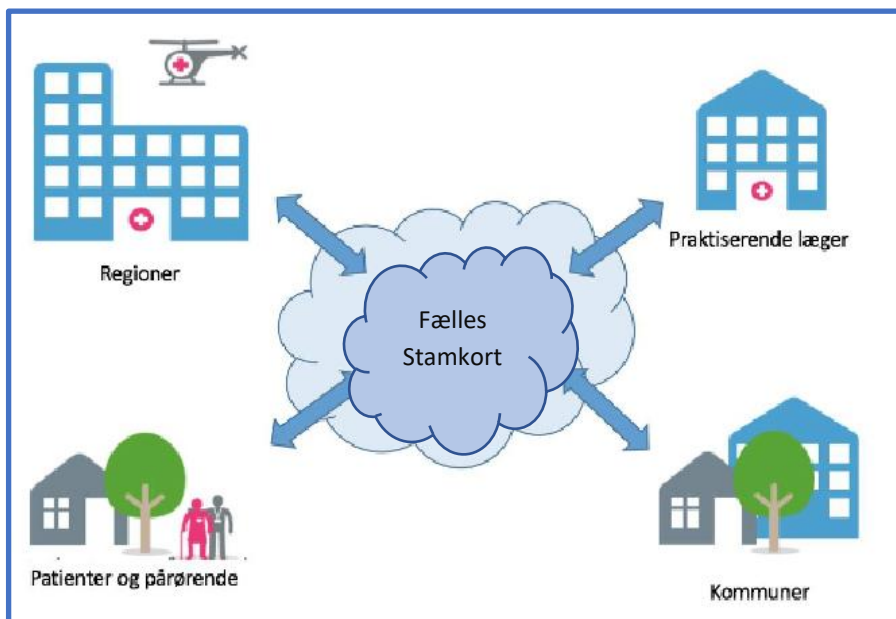 Regioner
Praktiserende læger
Fælles
Stamkort
Patienter og pårørende
Kommuner